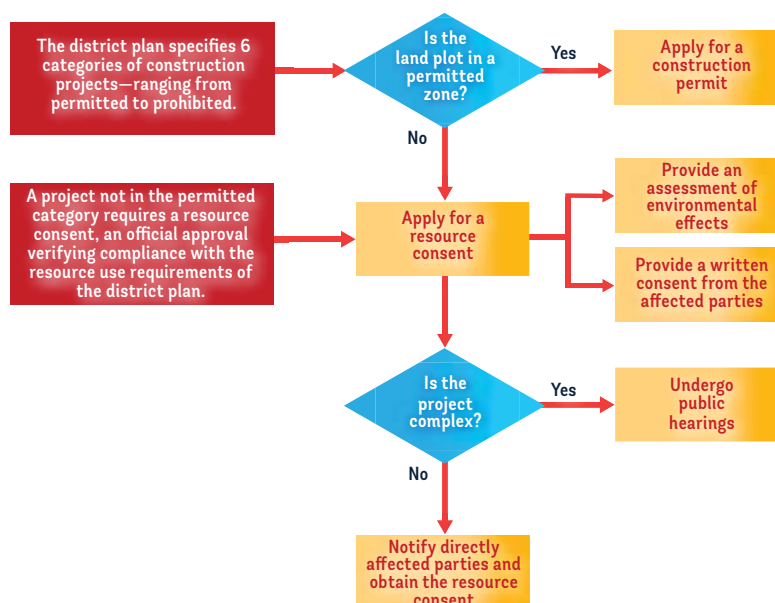 The district plan specifies 6
categories of construction
projects—ranging from
permitted to prohibited.
Is the
land plot in a
permitted
zone?
Yes
Apply for a
construction
permit
No
A project not in the permitted
category requires a resource
consent, an official approval
verifying compliance with the
resource use requirements of
the district plan.
Apply for a
resource
consent
Provide an
assessment of
environmental
effects
Provide a written
consent from the
affected parties
Is the
project
complex?
Yes
Undergo
public
hearings
No
Notify directly
affected parties and
obtain the resource
consent